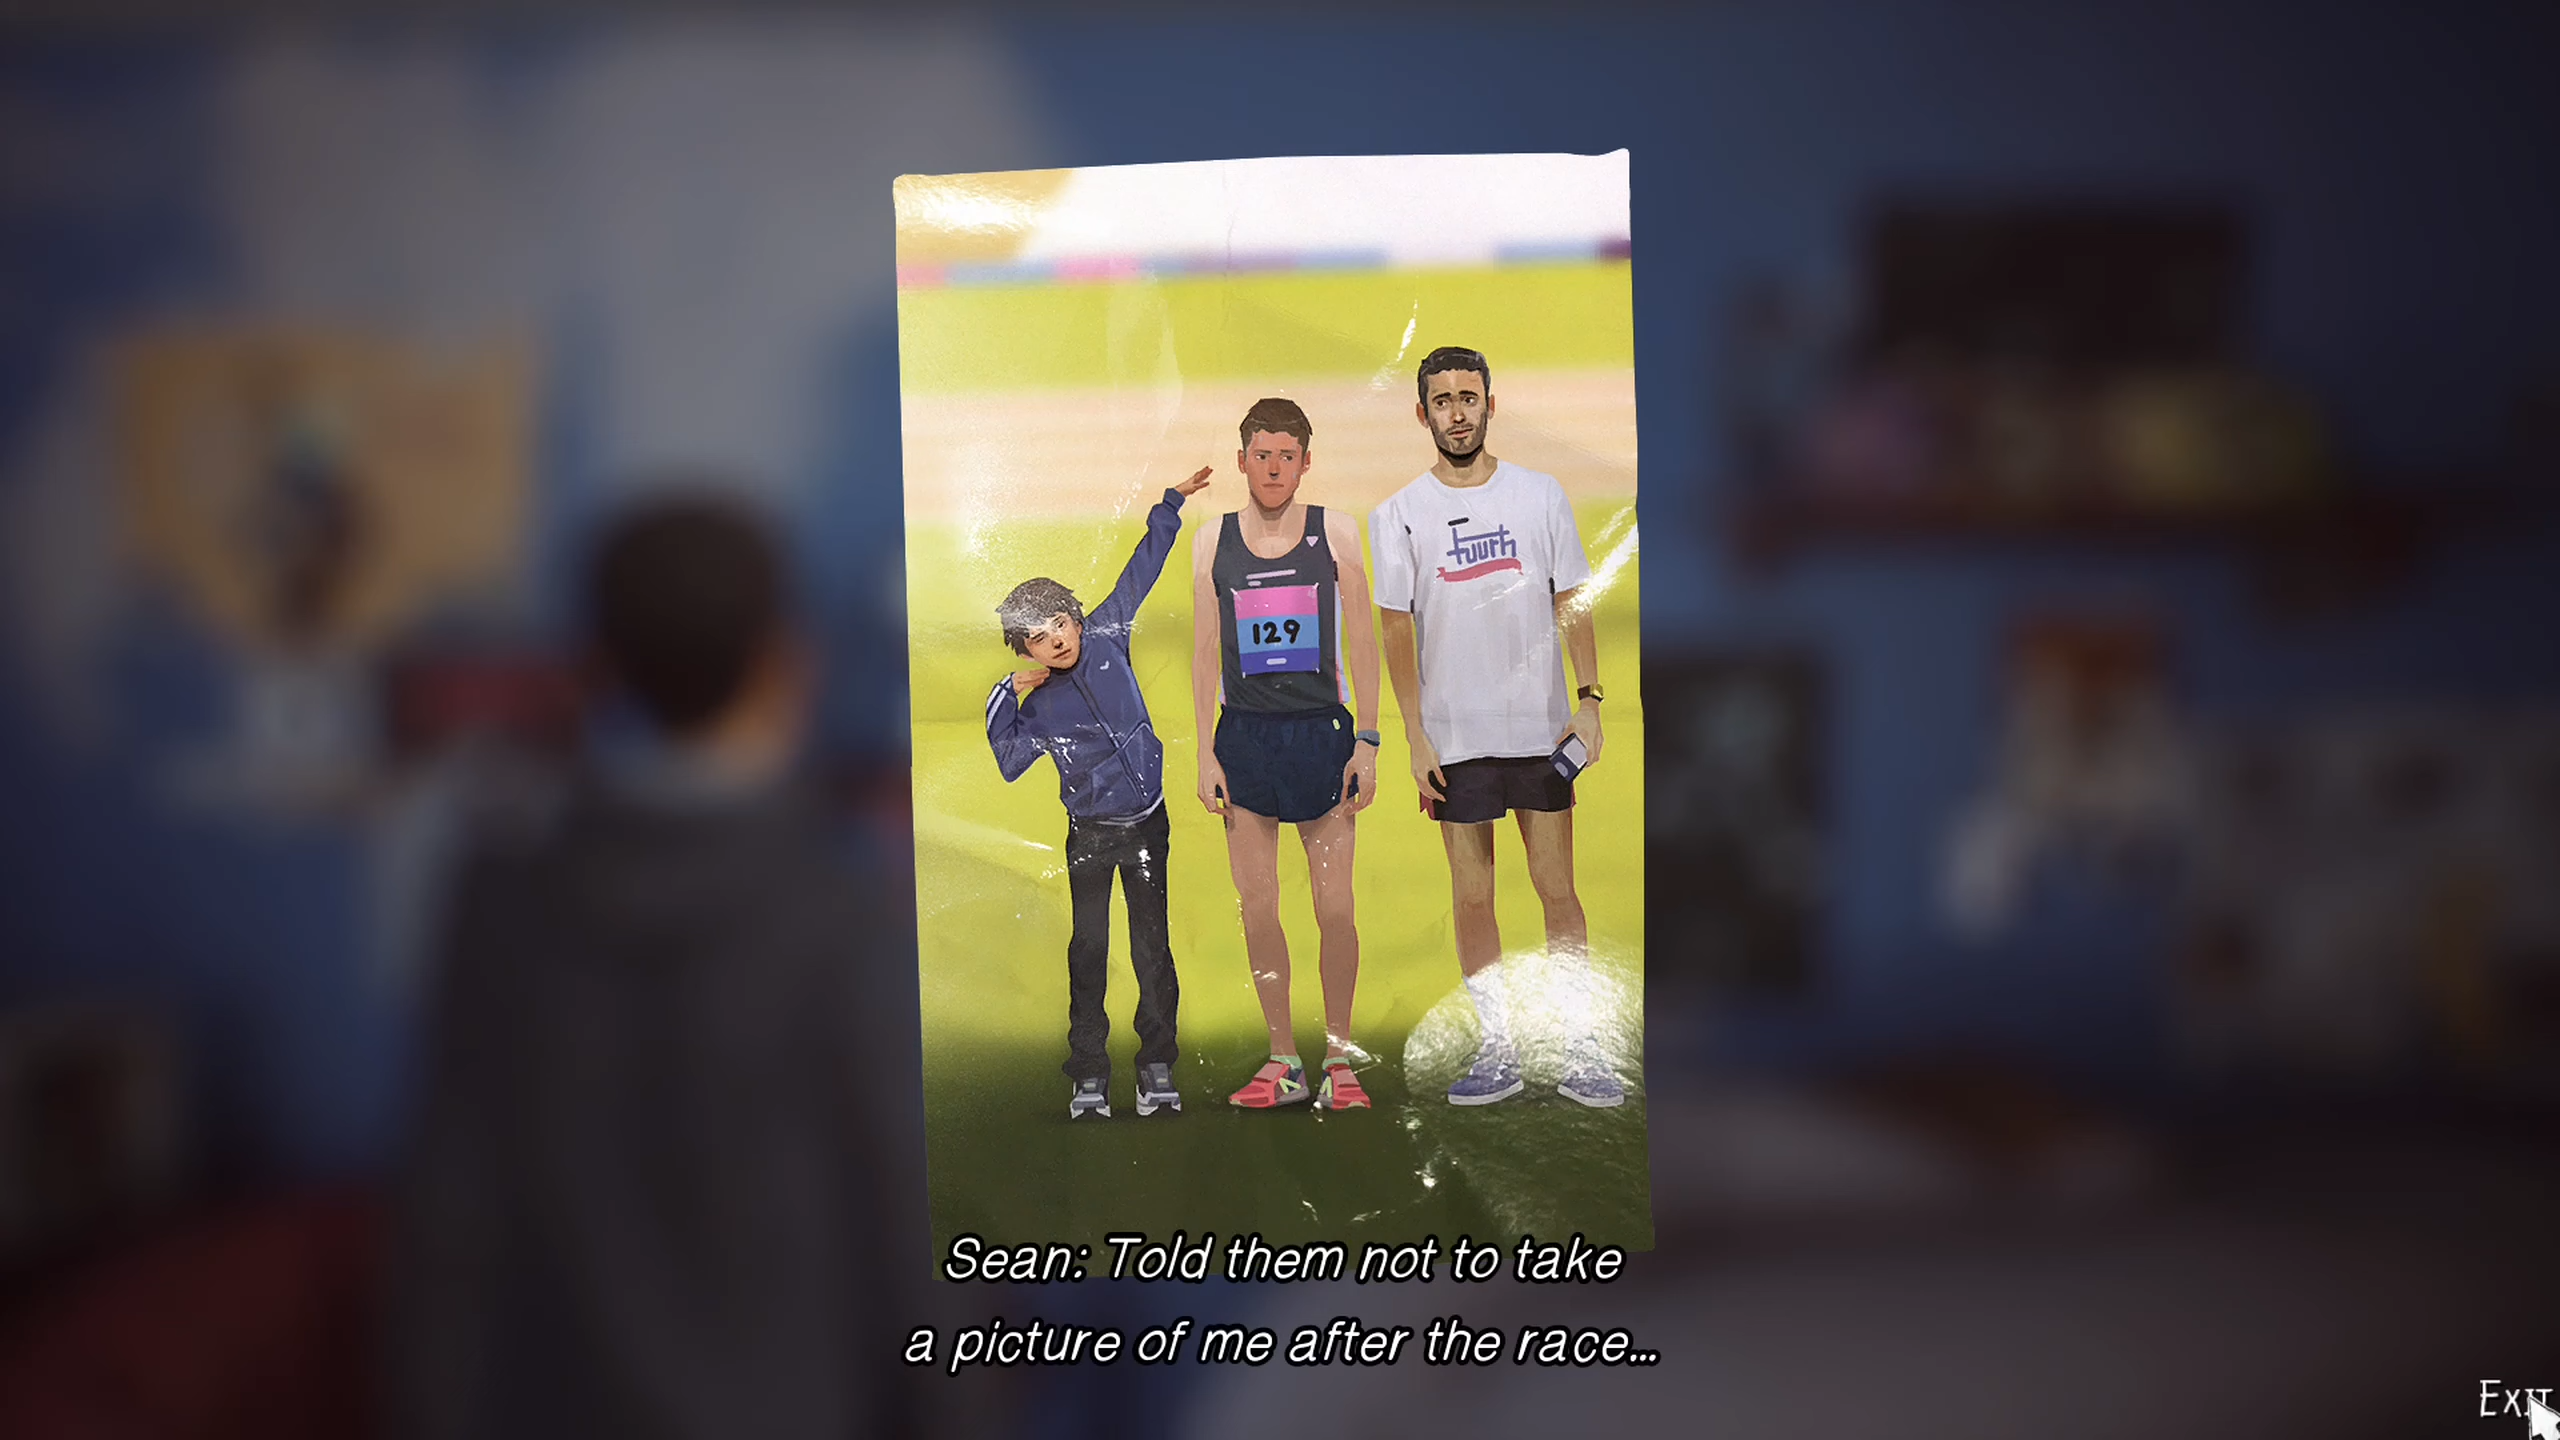 Fuurth
129
Sean: Told them not to take
a picture of me after the race...
Exit